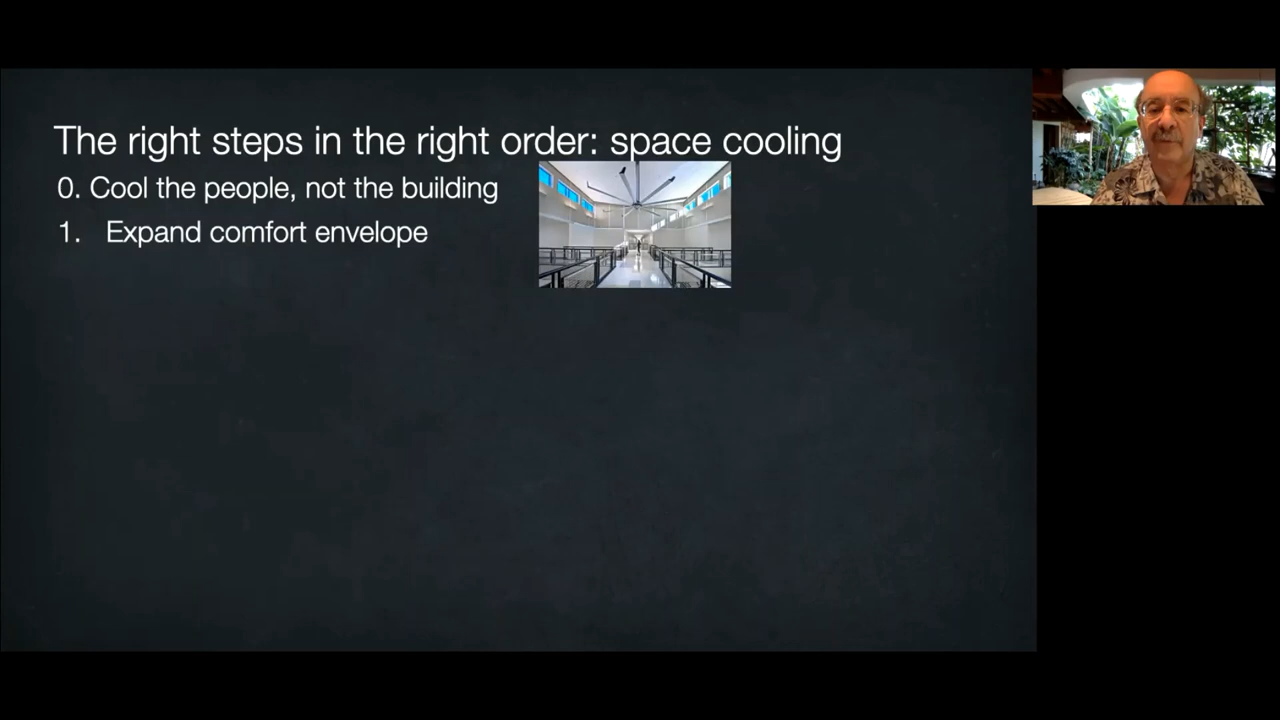 The right steps in the right order: space cooling
0. Cool the people, not the building
1. Expand comfort envelope